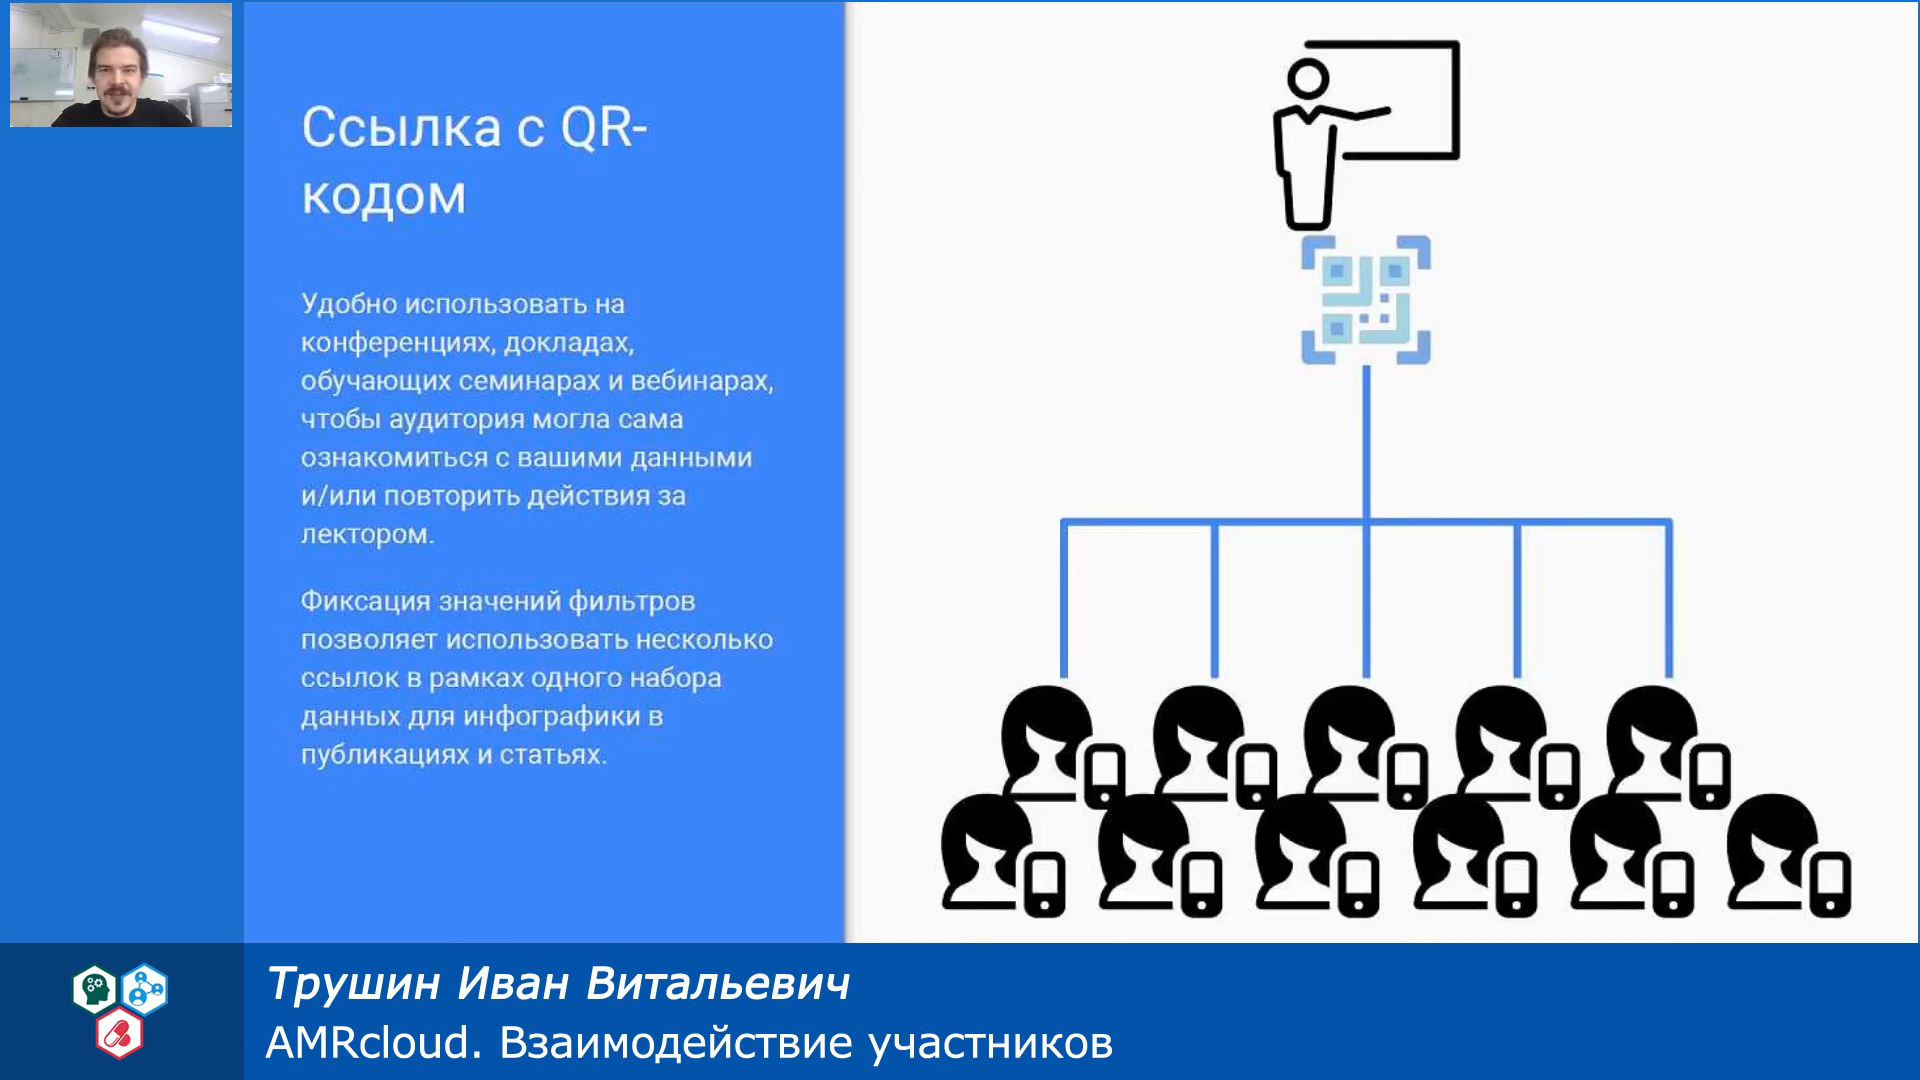 Ссылка с QR-
кодом
Удобно использовать на
конференциях, докладах,
обучающих семинарах и вебинарах,
чтобы аудитория могла сама
ознакомиться с вашими данными
и/или повторить действия за
лектором.
Фиксация значений фильтров
позволяет использовать несколько
ссылок в рамках одного набора
данных для инфографики в
публикациях и статьях.
Трушин Иван Витальевич
AMRcloud. Взаимодействие участников